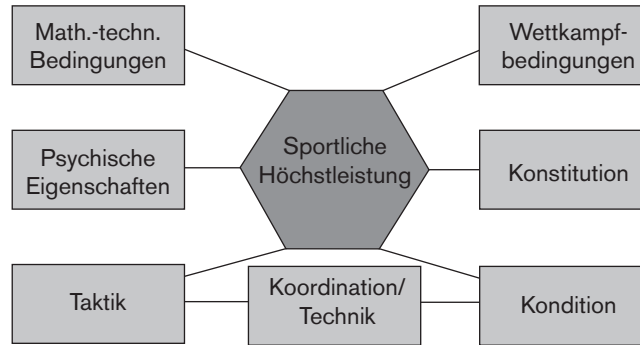 Math.-techn.
Bedingungen
Wettkampf-
bedingungen
Sportliche
Höchstleistung
Psychische
Eigenschaften
Konstitution
Taktik
Koordination/
Technik
Kondition